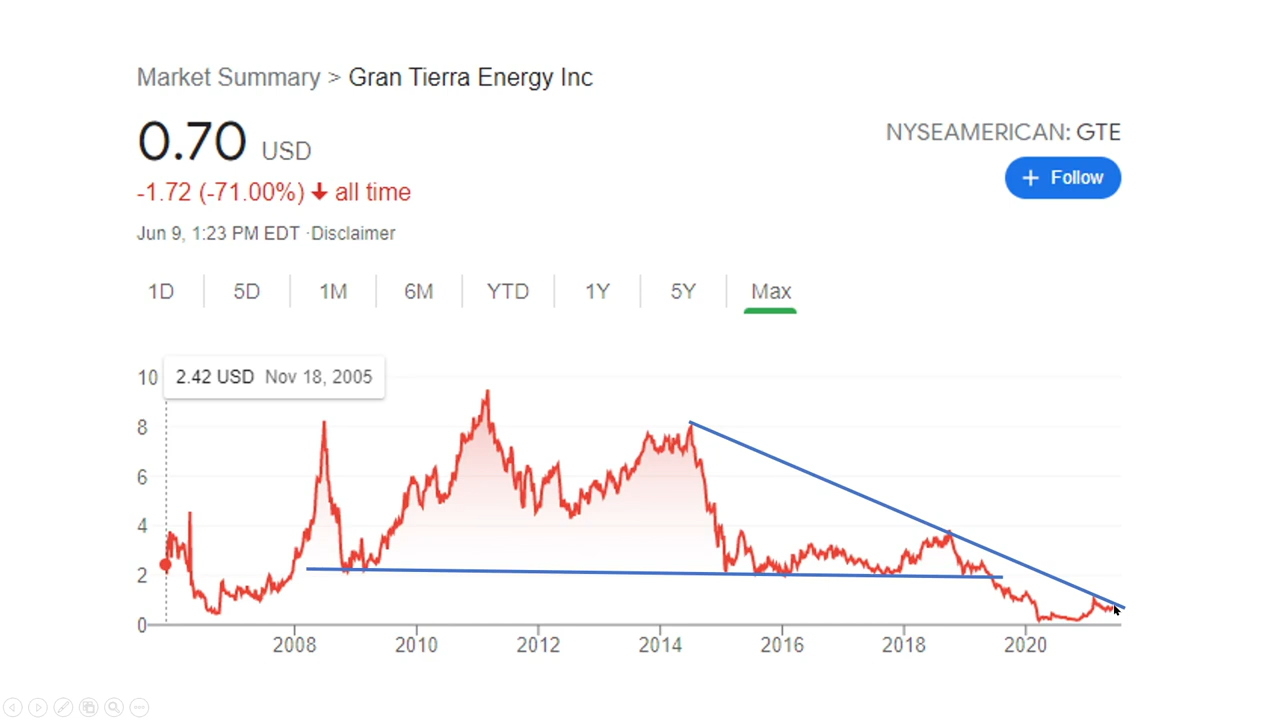 Market Summary > Gran Tierra Energy Inc
0.70 USD
NYSEAMERICAN: GTE
-1.72 (-71.00%) ↓ all time
+ Follow
Jun 9, 1:23 PM EDT ·Disclaimer
1D 5D 1M 6M YTD 1Y 5Y Max
2.42 USD Nov 18, 2005
10
8
6
4
2
0
2008 2010 2012 2014 2016 2018 2020